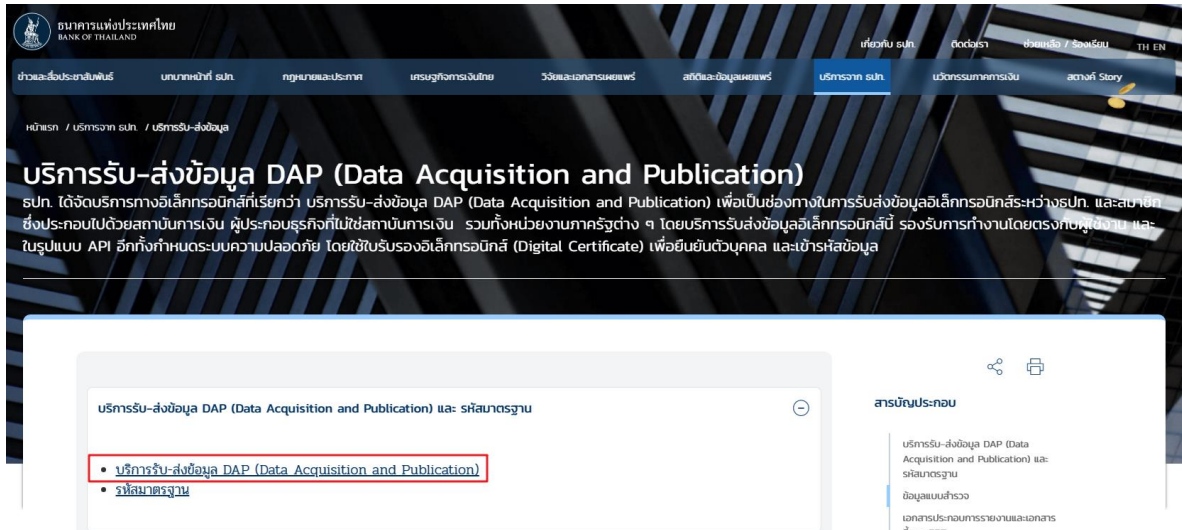 ธนาคารแห่งประเทศไทย
BANK OF THAILAND
เกี่ยวกับ ธปท. ติดต่อเรา ช่วยเหลือ / ร้องเรียน TH EN
ข่าวและสื่อประชาสัมพันธ์ บทบาทหน้าที่ ธปท. กฎหมายและประกาศ เศรษฐกิจการเงินไทย วิจัยและเอกสารเผยแพร่ สถิติและข้อมูลเผยแพร่ บริการจาก ธปท. นวัตกรรมภาคการเงิน สตางค์ Story
หน้าแรก / บริการจาก ธปท. / บริการรับ-ส่งข้อมูล
บริการรับ-ส่งข้อมูล DAP (Data Acquisition and Publication)
ธปท. ได้จัดบริการทางอิเล็กทรอนิกส์ที่เรียกว่า บริการรับ-ส่งข้อมูล DAP (Data Acquisition and Publication) เพื่อเป็นช่องทางในการรับส่งข้อมูลอิเล็กทรอนิกส์ระหว่างธปท. และสมาชิก
ซึ่งประกอบไปด้วยสถาบันการเงิน ผู้ประกอบธุรกิจที่ไม่ใช่สถาบันการเงิน รวมทั้งหน่วยงานภาครัฐต่าง ๆ โดยบริการรับส่งข้อมูลอิเล็กทรอนิกส์นี้ รองรับการทำงานโดยตรงกับผู้ใช้งาน และ
ในรูปแบบ API อีกทั้งกำหนดระบบความปลอดภัย โดยใช้ใบรับรองอิเล็กทรอนิกส์ (Digital Certificate) เพื่อยืนยันตัวบุคคล และเข้ารหัสข้อมูล
บริการรับ-ส่งข้อมูล DAP (Data Acquisition and Publication) และ รหัสมาตรฐาน
• บริการรับ-ส่งข้อมูล DAP (Data Acquisition and Publication)
• รหัสมาตรฐาน
สารบัญประกอบ
บริการรับ-ส่งข้อมูล DAP (Data
Acquisition and Publication) และ
รหัสมาตรฐาน
ข้อมูลแบบสำรวจ
เอกสารประกอบการรายงานและเอกสาร